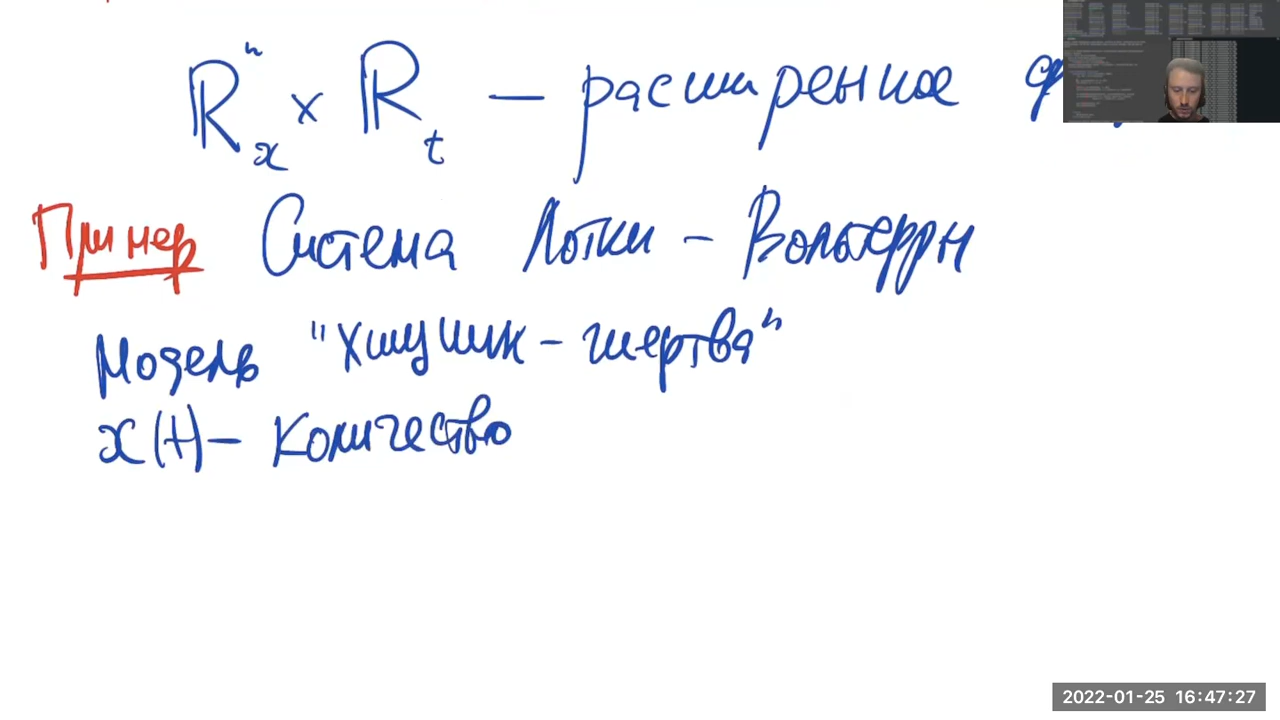 ℝⁿₓ × ℝₜ — расширенное ф
Пример Система Лотки - Вольтерры
Модель "хищник - жертва"
x(t) - количество
2022-01-25 16:47:27